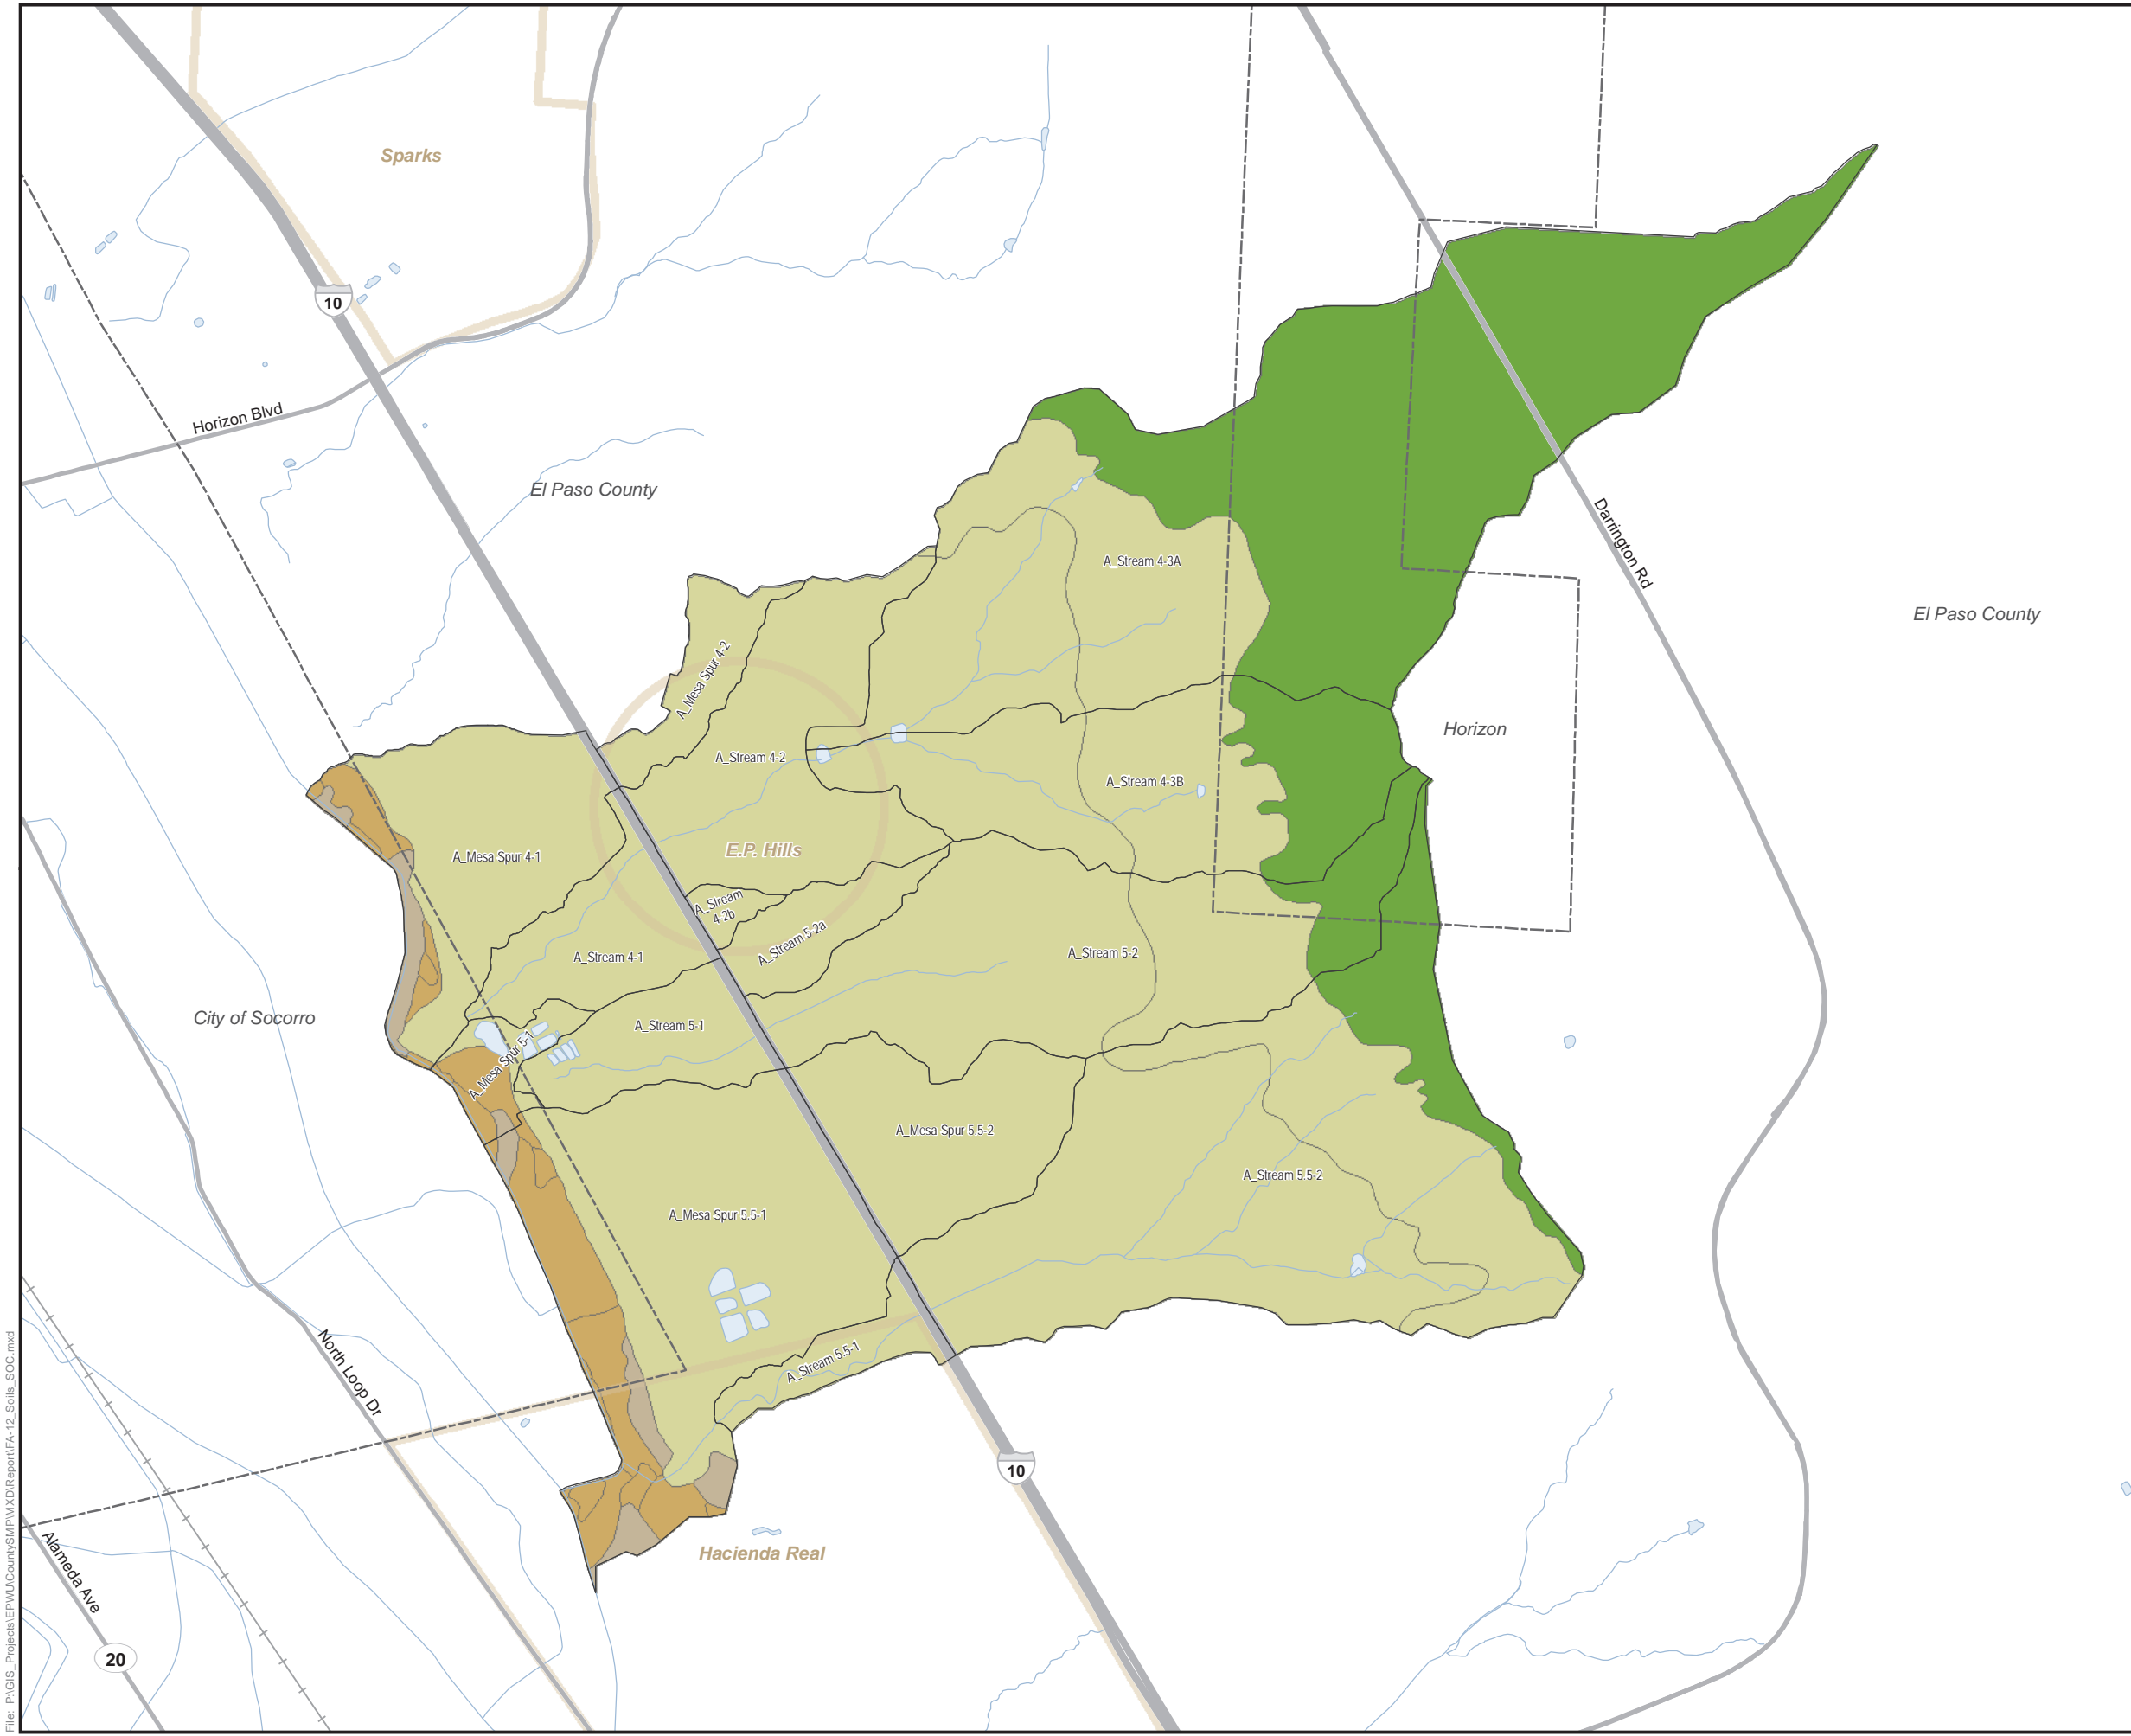 Sparks
10
Horizon Blvd
El Paso County
Darrington Rd
A_Stream 4-3A
El Paso County
A_Mesa Spur 4-2
Horizon
A_Stream 4-2
A_Stream 4-3B
E.P. Hills
A_Mesa Spur 4-1
A_Stream
4-2b
A_Stream 5-2a
A_Stream 4-1
A_Stream 5-2
City of Socorro
A_Stream 5-1
A_Mesa Spur 5-1
A_Mesa Spur 5.5-2
A_Stream 5.5-2
A_Mesa Spur 5.5-1
A_Stream 5.5-1
North Loop Dr
10
Hacienda Real
Alameda Ave
20
File: P:\GIS_Projects\EPWU\CountySMP\MXD\Report\FA-12_Soils_SOC.mxd